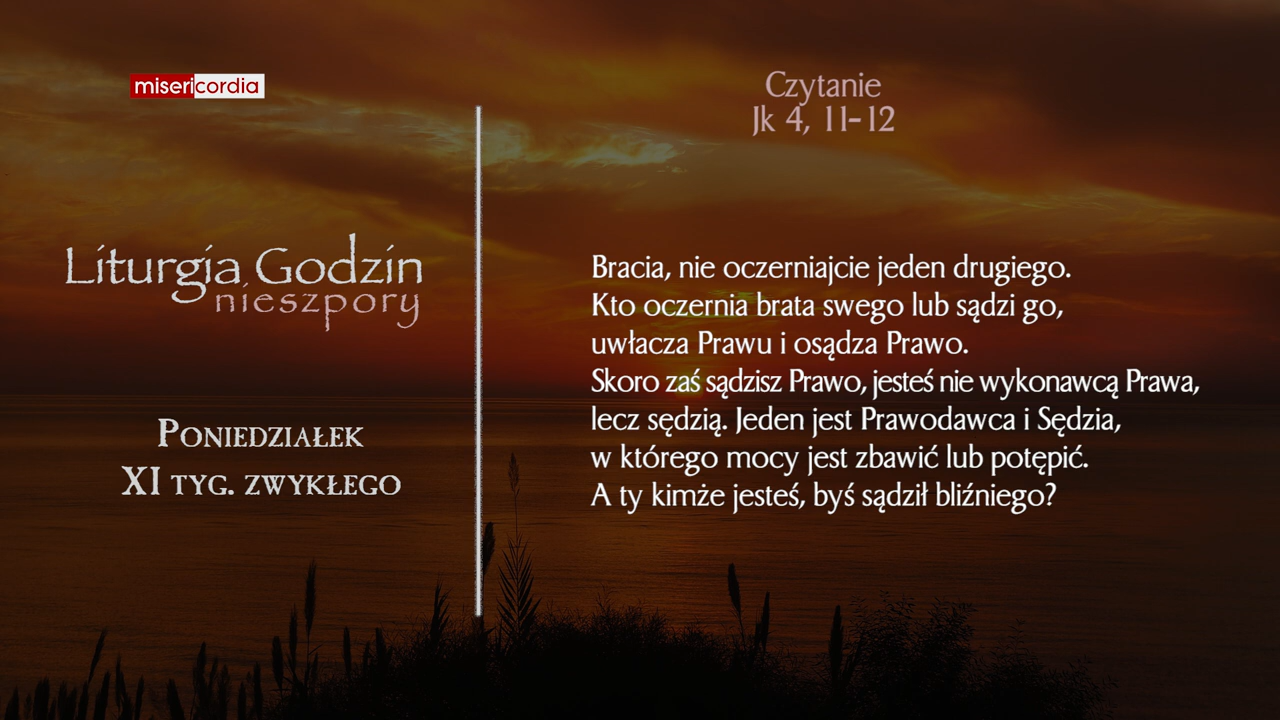 misericordia
Liturgia Godzin
nieszpory
Poniedziałek
XI tyg. zwykłego
Czytanie
Jk 4, 11-12
Bracia, nie oczerniajcie jeden drugiego.
Kto oczernia brata swego lub sądzi go,
uwłacza Prawu i osądza Prawo.
Skoro zaś sądzisz Prawo, jesteś nie wykonawcą Prawa,
lecz sędzią. Jeden jest Prawodawca i Sędzia,
w którego mocy jest zbawić lub potępić.
A ty kimże jesteś, byś sądził bliźniego?